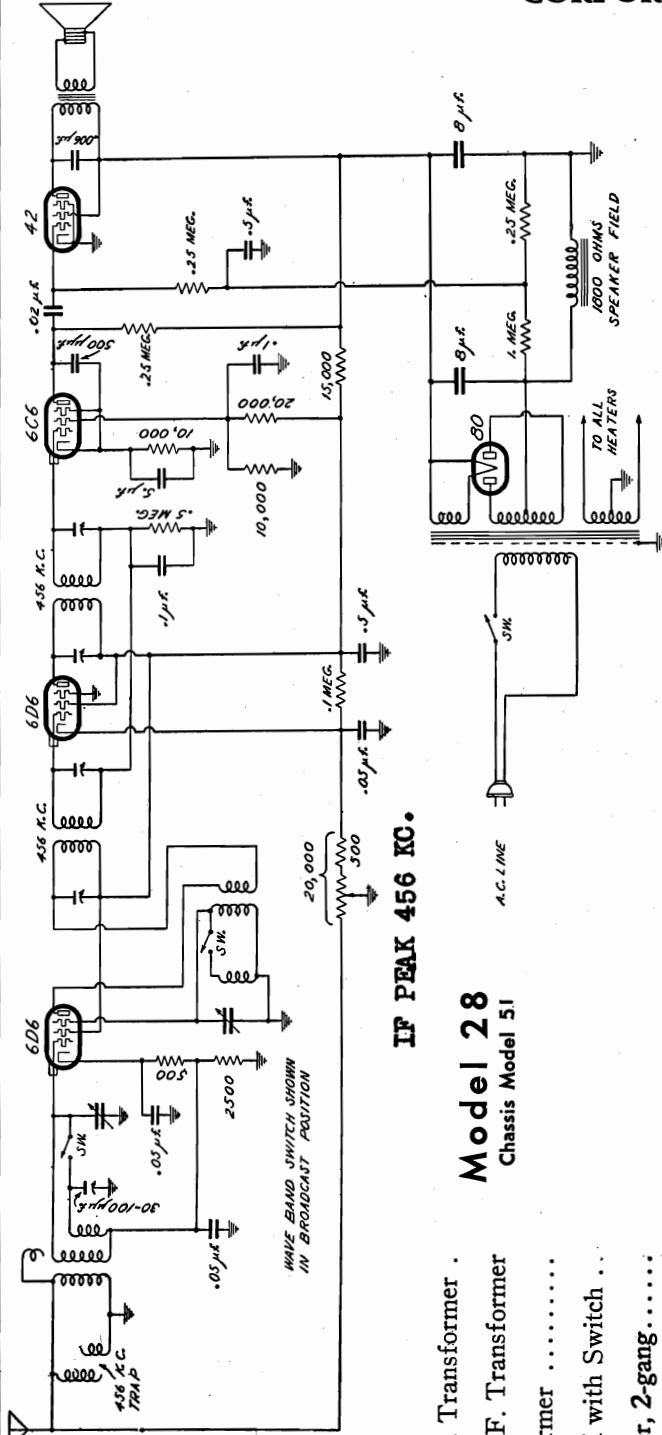 CORPOR
42
.006 µf.
.02 µf.
.25 MEG.
.5 µf.
8 µf.
.25 MEG.
1800 OHMS
SPEAKER FIELD
6C6
500 µµf.
.25 MEG.
.1 µf.
20,000
15,000
10,000
5. µf.
10,000
8 µf.
1. MEG.
80
TO ALL
HEATERS
456 K.C.
.5 MEG.
.1 µf.
6D6
.5 µf.
.1 MEG.
.05 µf.
SW.
456 K.C.
20,000
500
A.C. LINE
IF PEAK 456 KC.
6D6
SW.
500
2500
.05 µf.
SW.
30-100 µµf.
.05 µf.
WAVE BAND SWITCH SHOWN
IN BROADCAST POSITION
456 K.C.
TRAP
Model 28
Chassis Model 51
Transformer .
F. Transformer
rmer .........
with Switch ...
r, 2-gang......